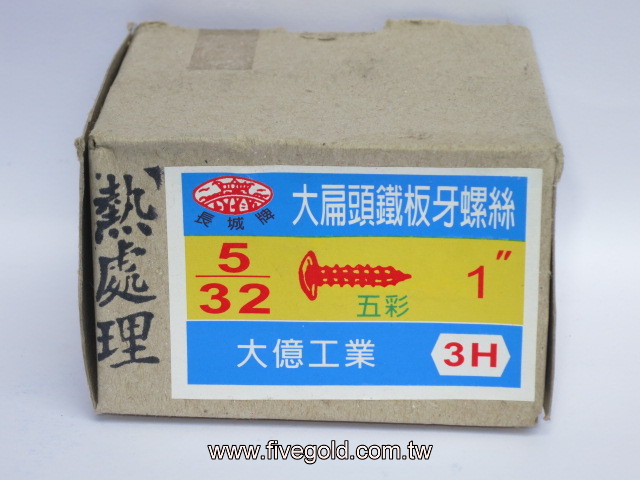 熱處理
長城牌
大扁頭鐵板牙螺絲
5
32
五彩
1"
大億工業
3H
www.fivegold.com.tw